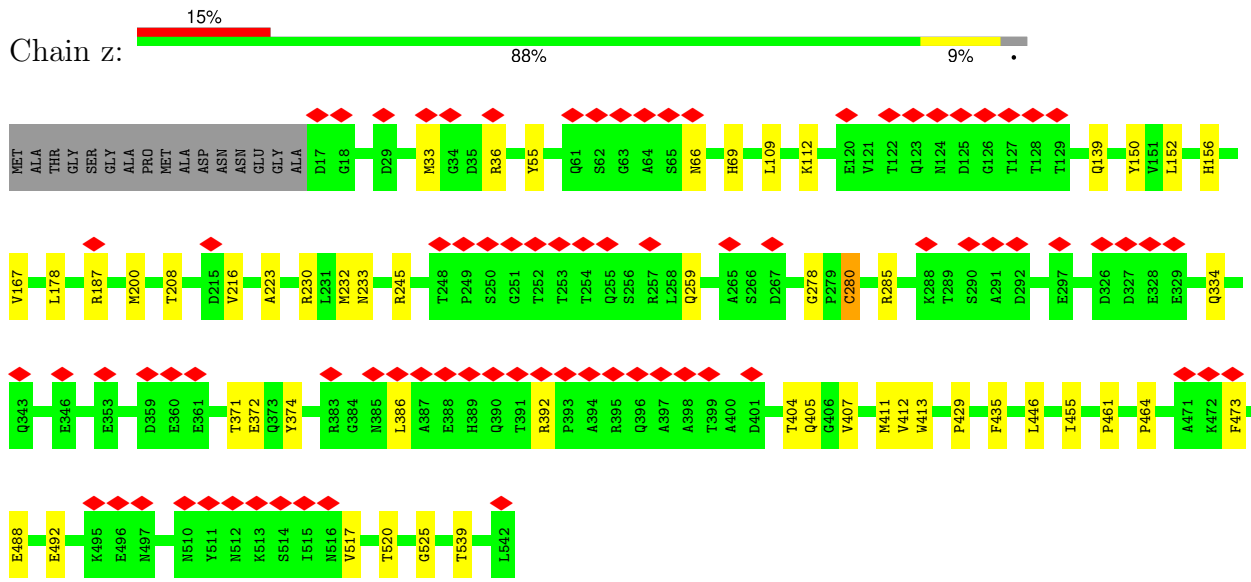 15%
Chain z:
88% 9% •
MET ALA THR GLY SER GLY GLY ALA PRO MET ALA ASP ASN ASN GLU GLY ALA D17 G18 D29 M33 G34 D35 R36 Y55 Q61 S62 G63 A64 S65 N66 H69 L109 K112 E120 V121 T122 Q123 N124 D125 G126 T127 T128 T129 Q139 Y150 V151 L152 H156
V167 L178 R187 M200 T208 D215 V216 A223 R230 L231 M232 N233 R245 T248 P249 S250 G251 T252 T253 T254 Q255 S256 R257 L258 Q259 A265 S266 D267 G278 P279 C280 R285 K288 T289 S290 A291 D292 E297 D326 D327 E328 E329 Q334
Q343 E346 E353 D359 E360 E361 T371 E372 Q373 Y374 R383 G384 N385 L386 A387 E388 H389 Q390 T391 R392 P393 A394 R395 Q396 A397 A398 T399 A400 D401 T404 Q405 G406 V407 M411 V412 W413 P429 F435 L446 I455 P461 P464 A471 K472 F473
E488 E492 K495 E496 N497 N510 Y511 N512 K513 S514 I515 N516 V517 T520 G525 T539 L542